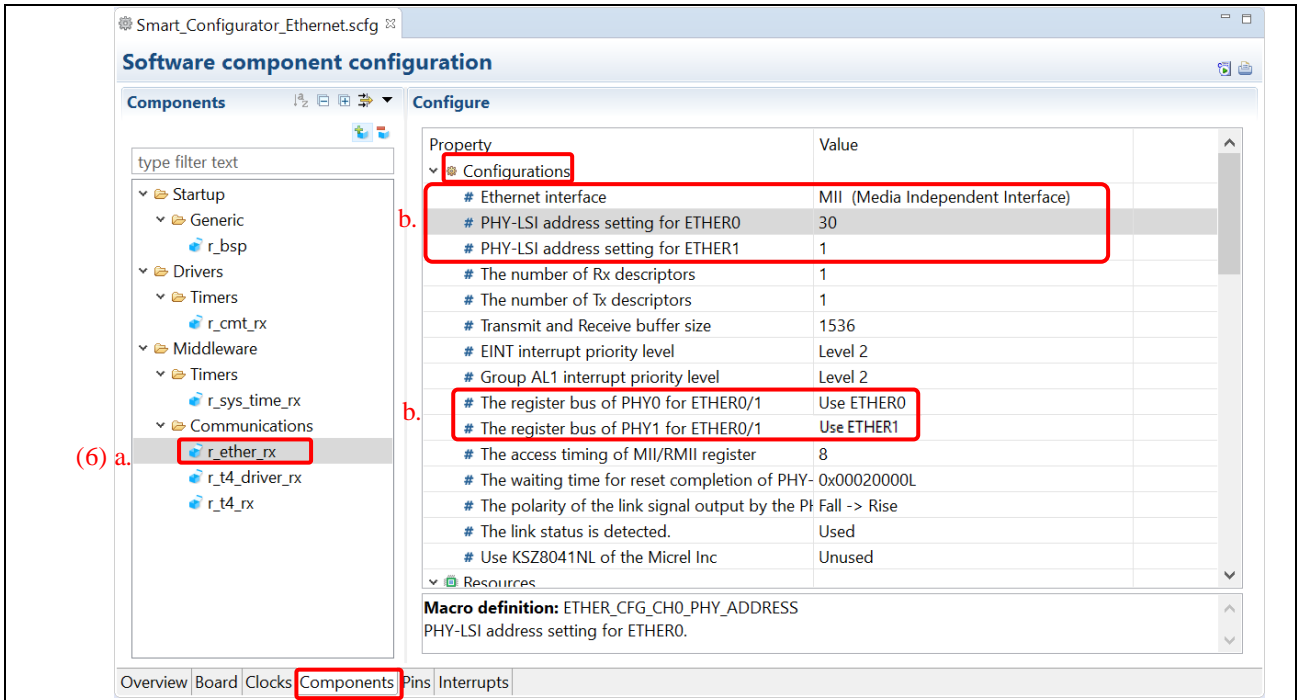 Smart_Configurator_Ethernet.scfg
Software component configuration
Components
Configure
type filter text
Startup
Generic
r_bsp
Drivers
Timers
r_cmt_rx
Middleware
Timers
r_sys_time_rx
Communications
(6) a.
r_ether_rx
r_t4_driver_rx
r_t4_rx
Property Value
Configurations
b.
# Ethernet interface MII (Media Independent Interface)
# PHY-LSI address setting for ETHER0 30
# PHY-LSI address setting for ETHER1 1
# The number of Rx descriptors 1
# The number of Tx descriptors 1
# Transmit and Receive buffer size 1536
# EINT interrupt priority level Level 2
# Group AL1 interrupt priority level Level 2
b.
# The register bus of PHY0 for ETHER0/1 Use ETHER0
# The register bus of PHY1 for ETHER0/1 Use ETHER1
# The access timing of MII/RMII register 8
# The waiting time for reset completion of PHY- 0x00020000L
# The polarity of the link signal output by the PH Fall -> Rise
# The link status is detected. Used
# Use KSZ8041NL of the Micrel Inc Unused
Resources
Macro definition: ETHER_CFG_CH0_PHY_ADDRESS
PHY-LSI address setting for ETHER0.
Overview Board Clocks Components Pins Interrupts